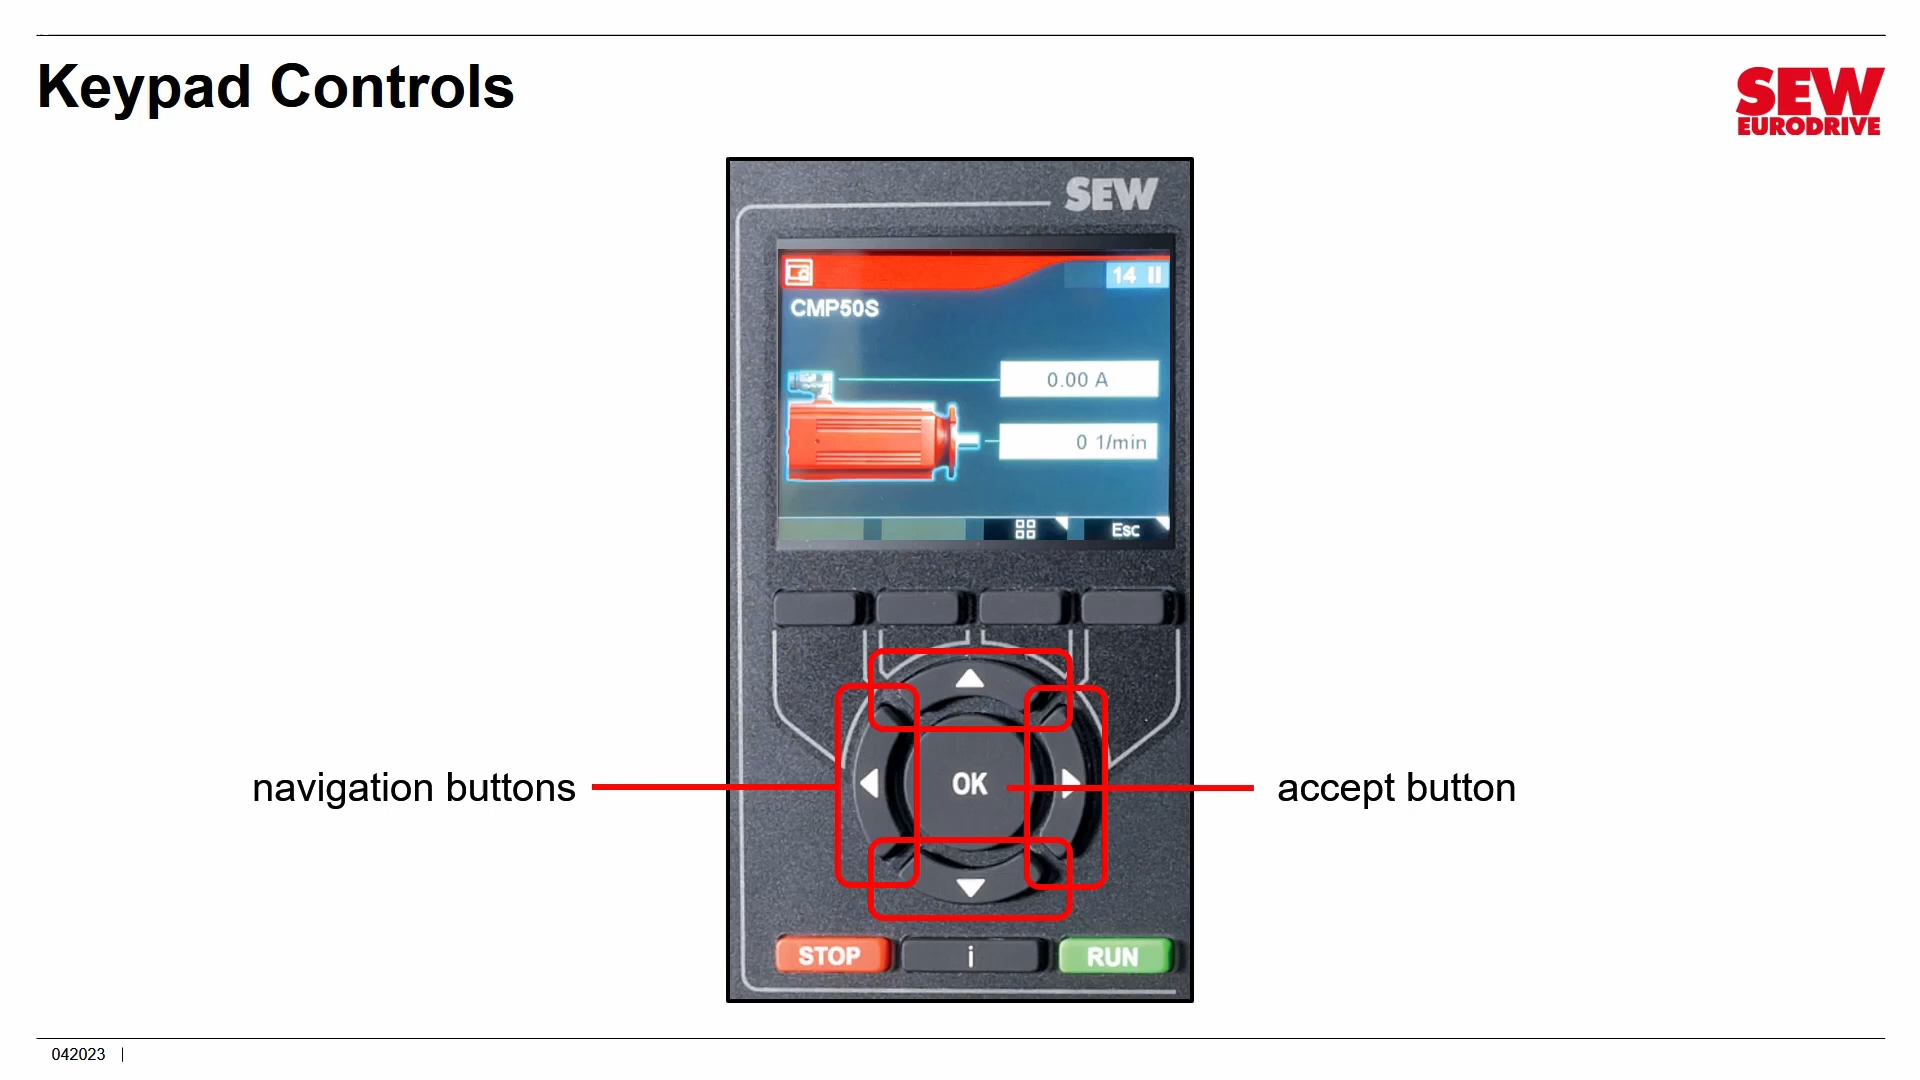 Keypad Controls
SEW
EURODRIVE
SEW
14 II
CMP50S
0.00 A
0 1/min
Esc
navigation buttons
OK
accept button
STOP
i
RUN
042023 |